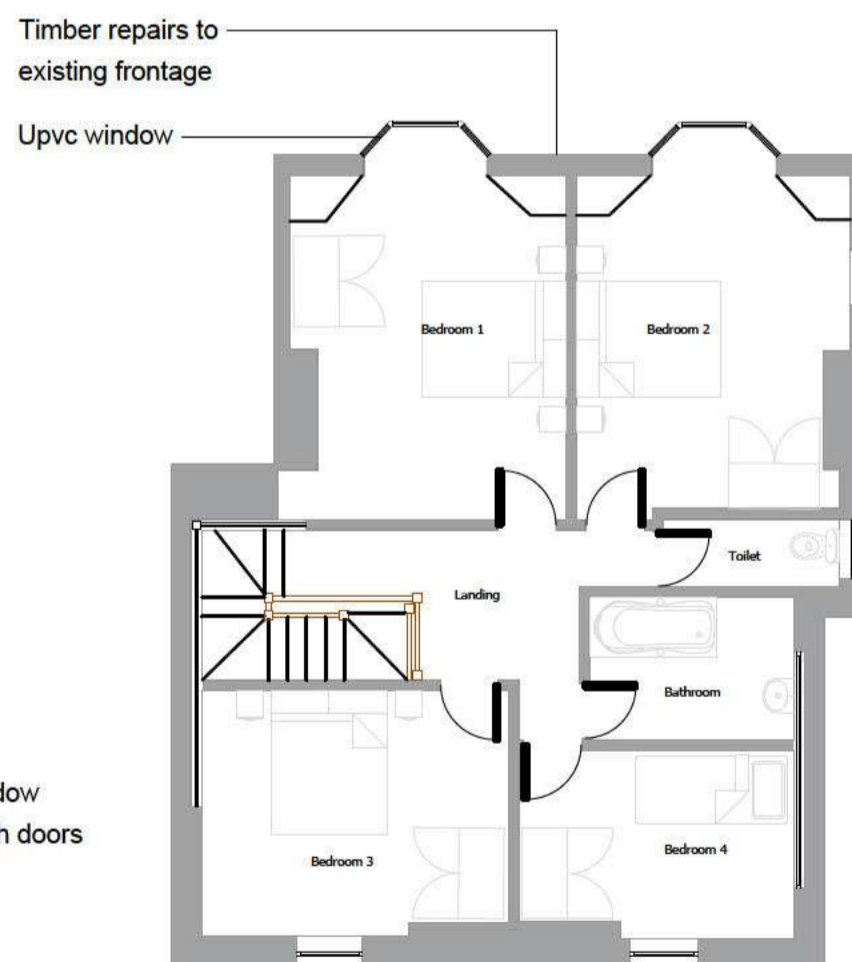 Timber repairs to
existing frontage
Upvc window
Bedroom 1
Bedroom 2
Toilet
Landing
Bathroom
doors
Bedroom 3
Bedroom 4